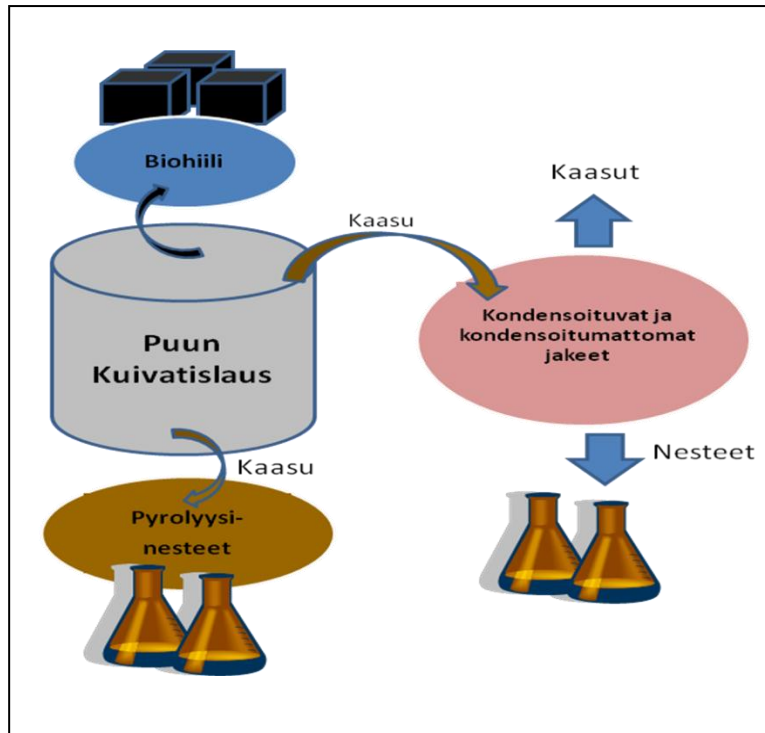 Biohiili
Kaasut
Kaasu
Kondensoituvat ja
kondensoitumattomat
jakeet
Puun
Kuivatislaus
Kaasu
Nesteet
Pyrolyysi-
nesteet